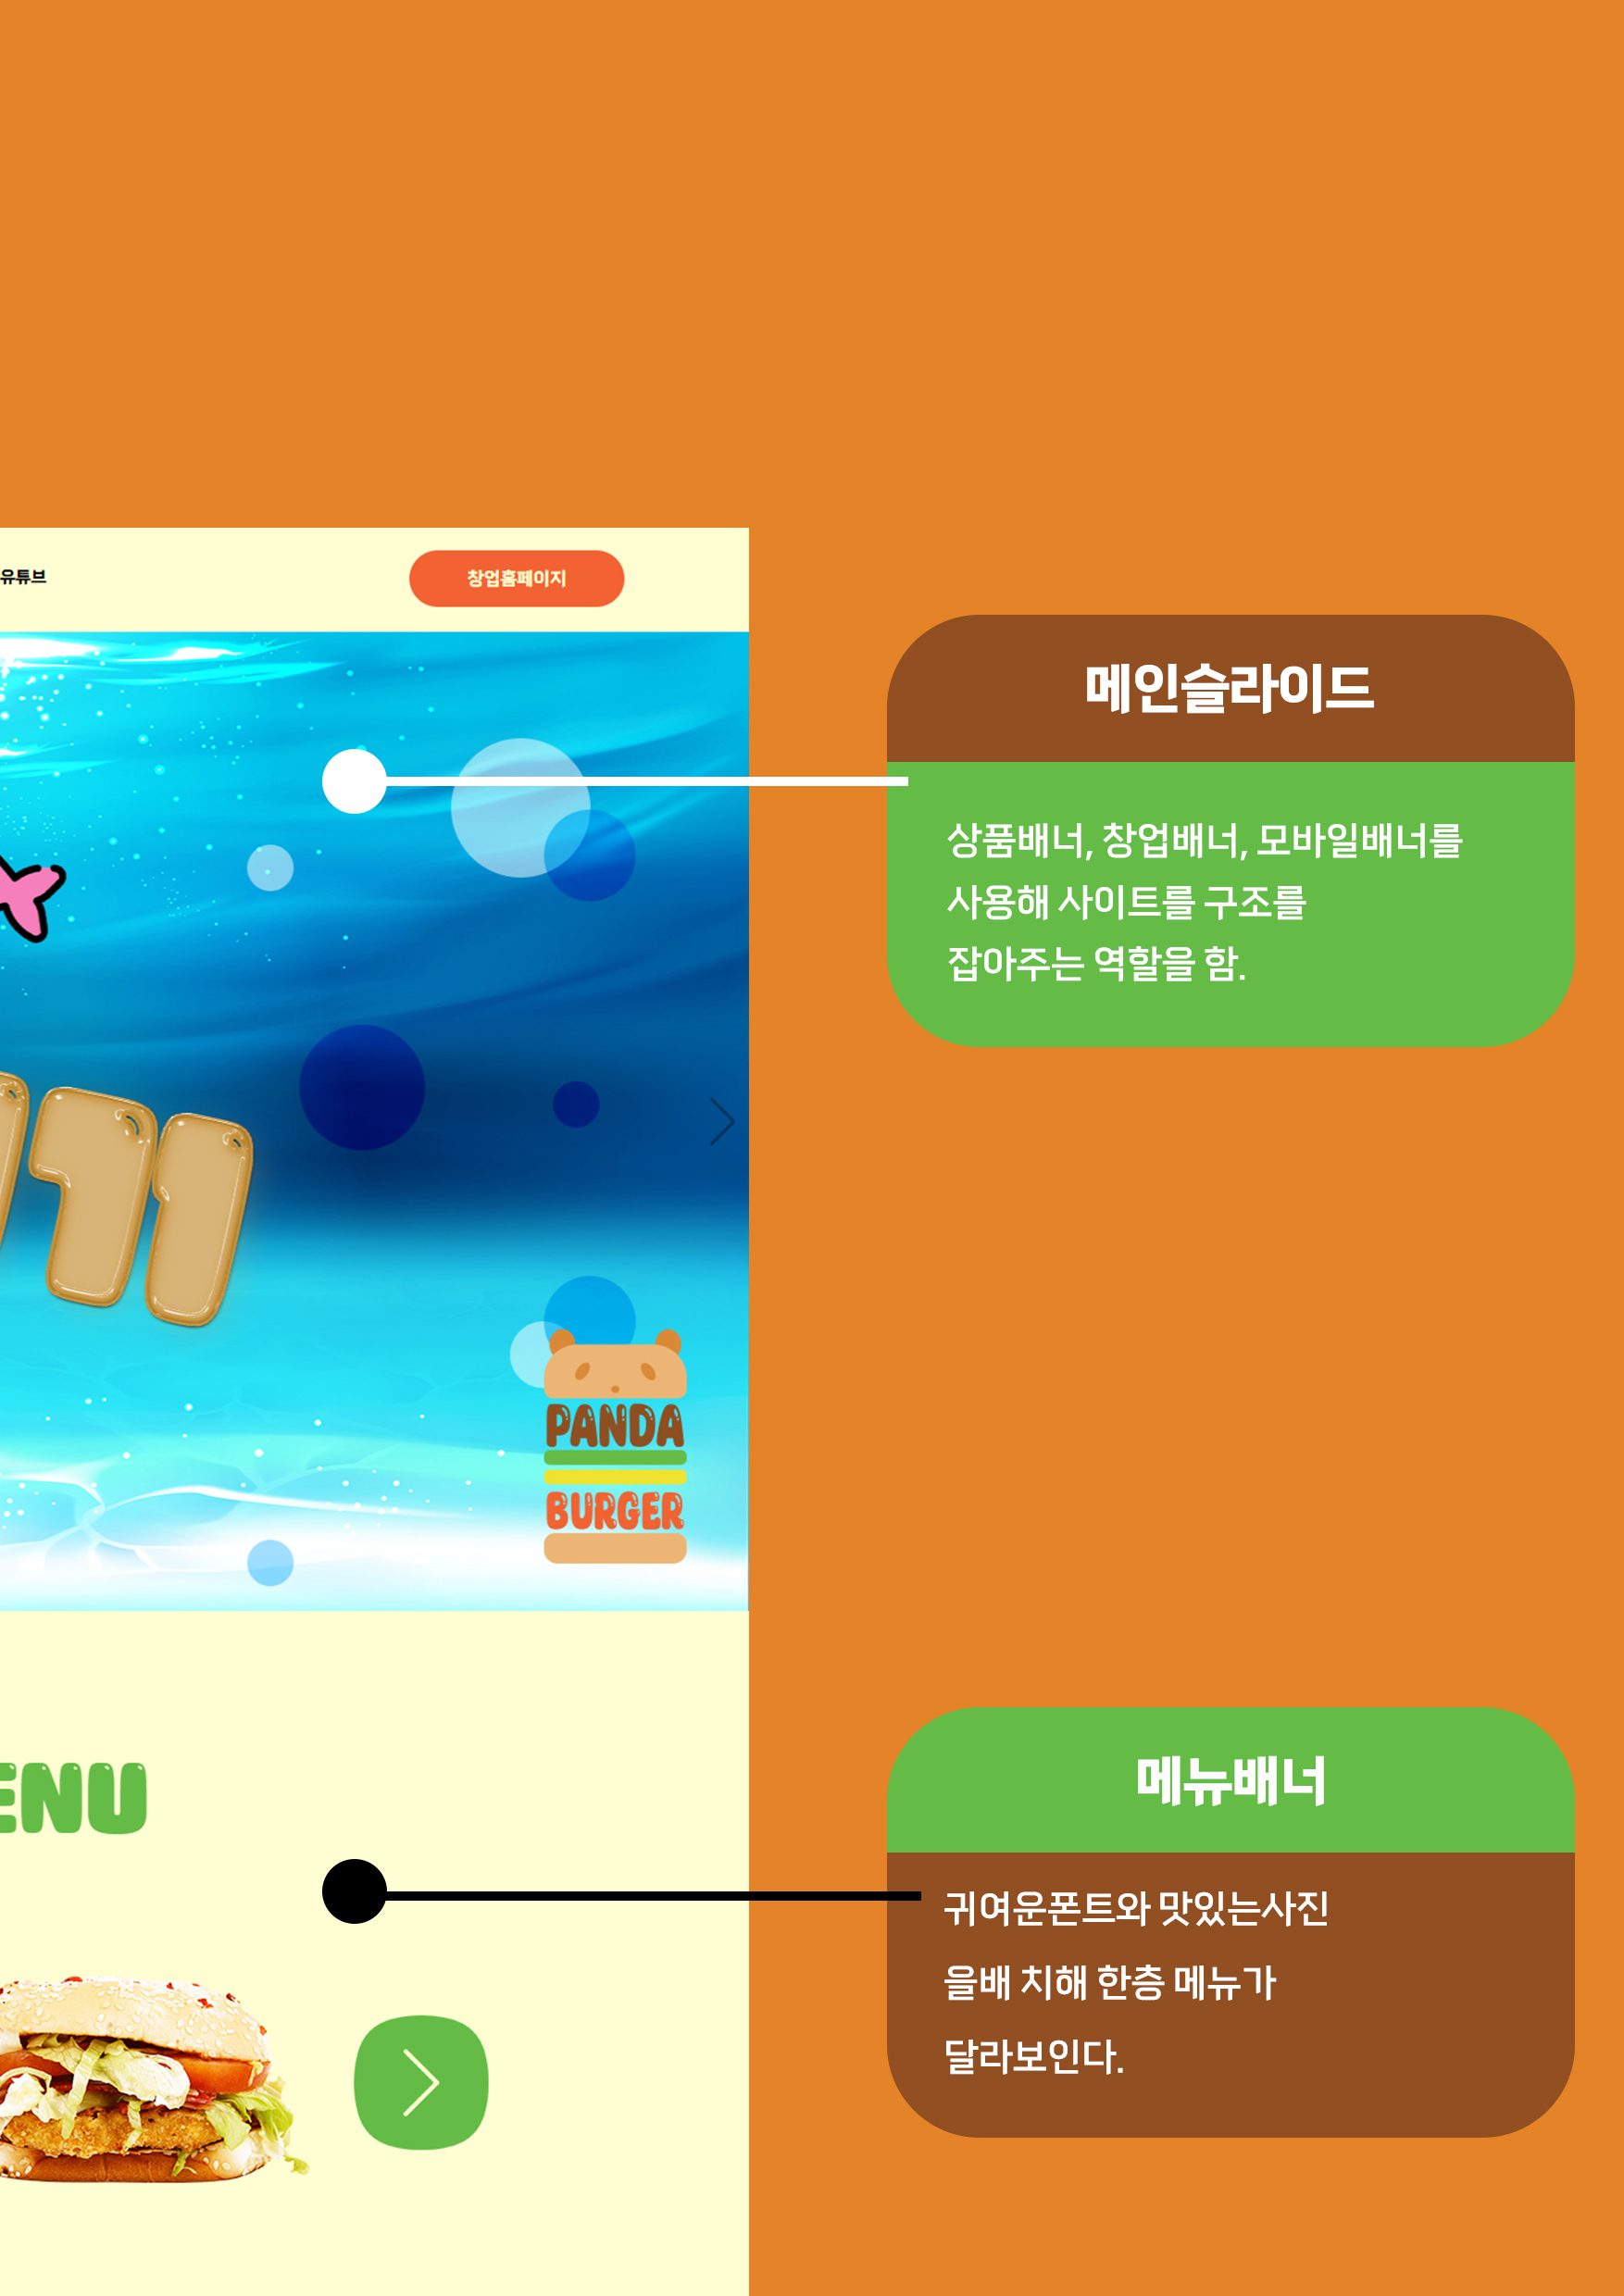 유튜브
창업홈페이지
메인슬라이드
상품배너, 창업배너, 모바일배너를
사용해 사이트를 구조를
잡아주는 역할을 함.
기
PANDA
BURGER
ENU
메뉴배너
귀여운폰트와 맛있는사진
을배 치해 한층 메뉴가
달라보인다.